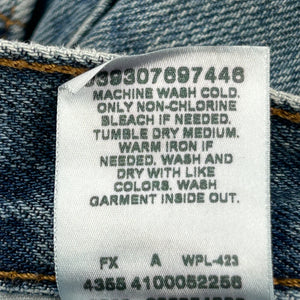 39307697446
MACHINE WASH COLD.
ONLY NON-CHLORINE
BLEACH IF NEEDED.
TUMBLE DRY MEDIUM.
WARM IRON IF
NEEDED. WASH AND
DRY WITH LIKE
COLORS. WASH
GARMENT INSIDE OUT.
FX A WPL-423
4355 4100052256